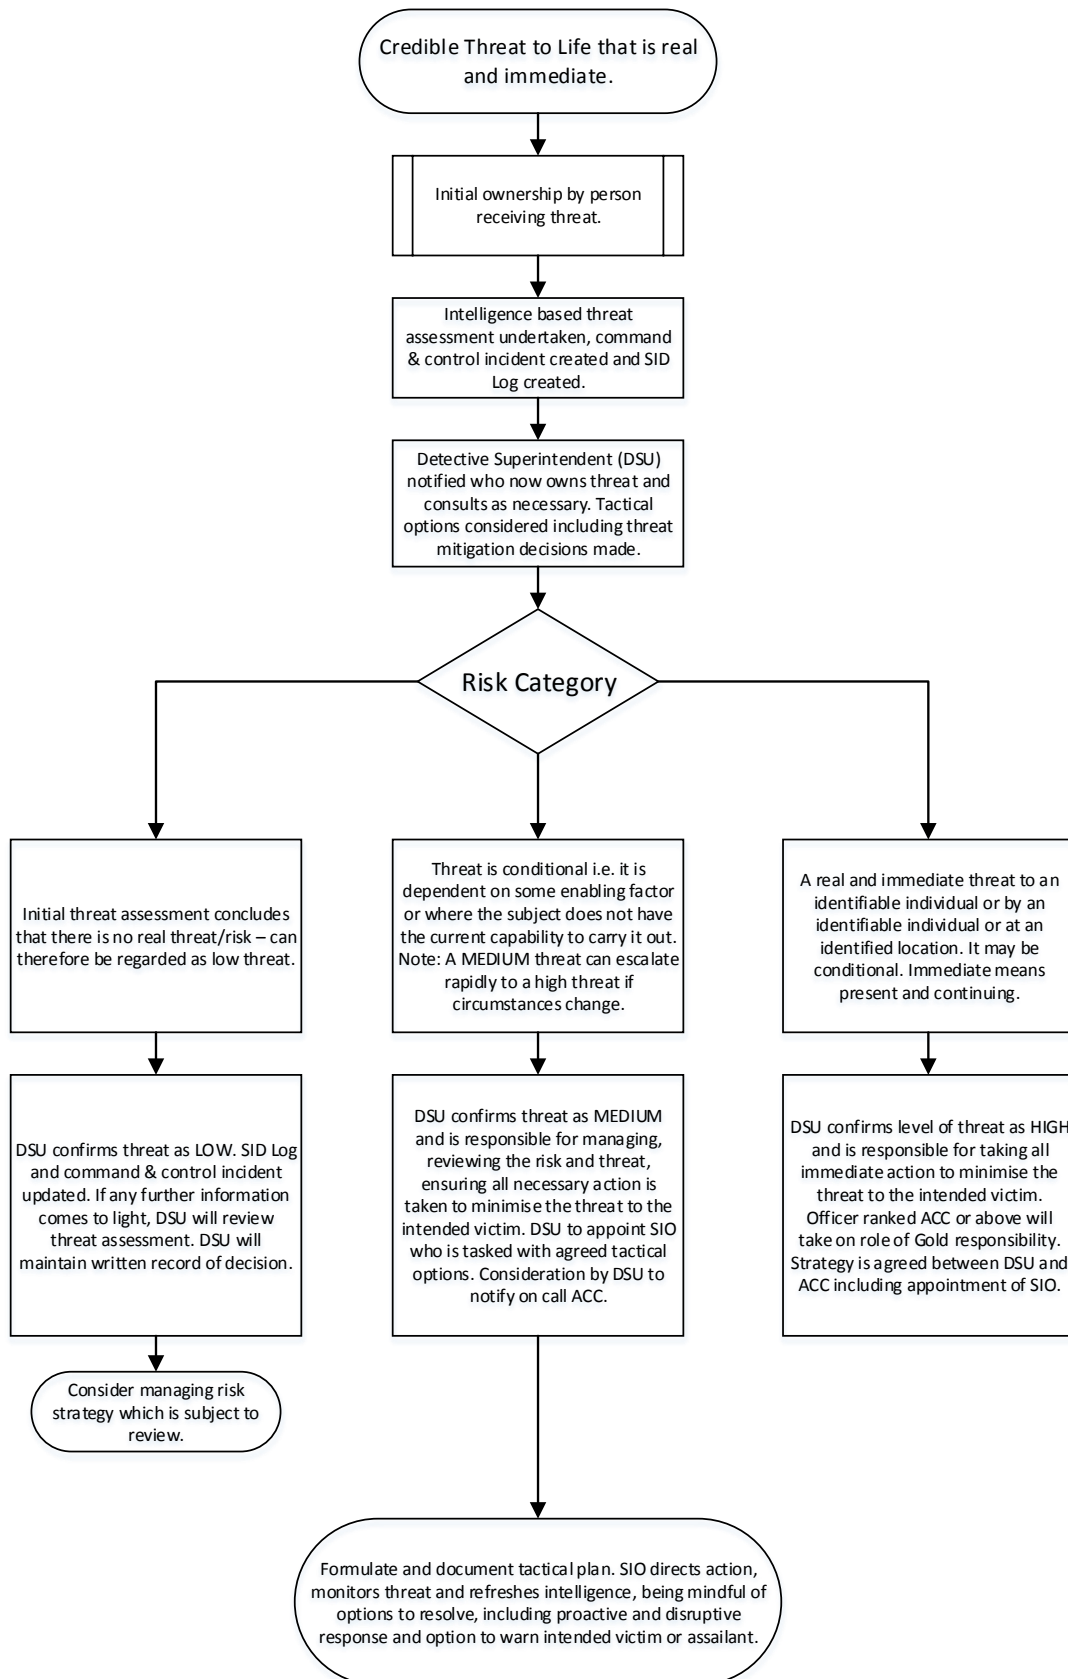 Credible Threat to Life that is real
and immediate.
Initial ownership by person
receiving threat.
Intelligence based threat
assessment undertaken, command
& control incident created and SID
Log created.
Detective Superintendent (DSU)
notified who now owns threat and
consults as necessary. Tactical
options considered including threat
mitigation decisions made.
Risk Category
Initial threat assessment concludes
that there is no real threat/risk – can
therefore be regarded as low threat.
Threat is conditional i.e. it is
dependent on some enabling factor
or where the subject does not have
the current capability to carry it out.
Note: A MEDIUM threat can escalate
rapidly to a high threat if
circumstances change.
A real and immediate threat to an
identifiable individual or by an
identifiable individual or at an
identified location. It may be
conditional. Immediate means
present and continuing.
DSU confirms threat as LOW. SID Log
and command & control incident
updated. If any further information
comes to light, DSU will review
threat assessment. DSU will
maintain written record of decision.
DSU confirms threat as MEDIUM
and is responsible for managing,
reviewing the risk and threat,
ensuring all necessary action is
taken to minimise the threat to the
intended victim. DSU to appoint SIO
who is tasked with agreed tactical
options. Consideration by DSU to
notify on call ACC.
DSU confirms level of threat as HIGH
and is responsible for taking all
immediate action to minimise the
threat to the intended victim.
Officer ranked ACC or above will
take on role of Gold responsibility.
Strategy is agreed between DSU and
ACC including appointment of SIO.
Consider managing risk
strategy which is subject to
review.
Formulate and document tactical plan. SIO directs action,
monitors threat and refreshes intelligence, being mindful of
options to resolve, including proactive and disruptive
response and option to warn intended victim or assailant.